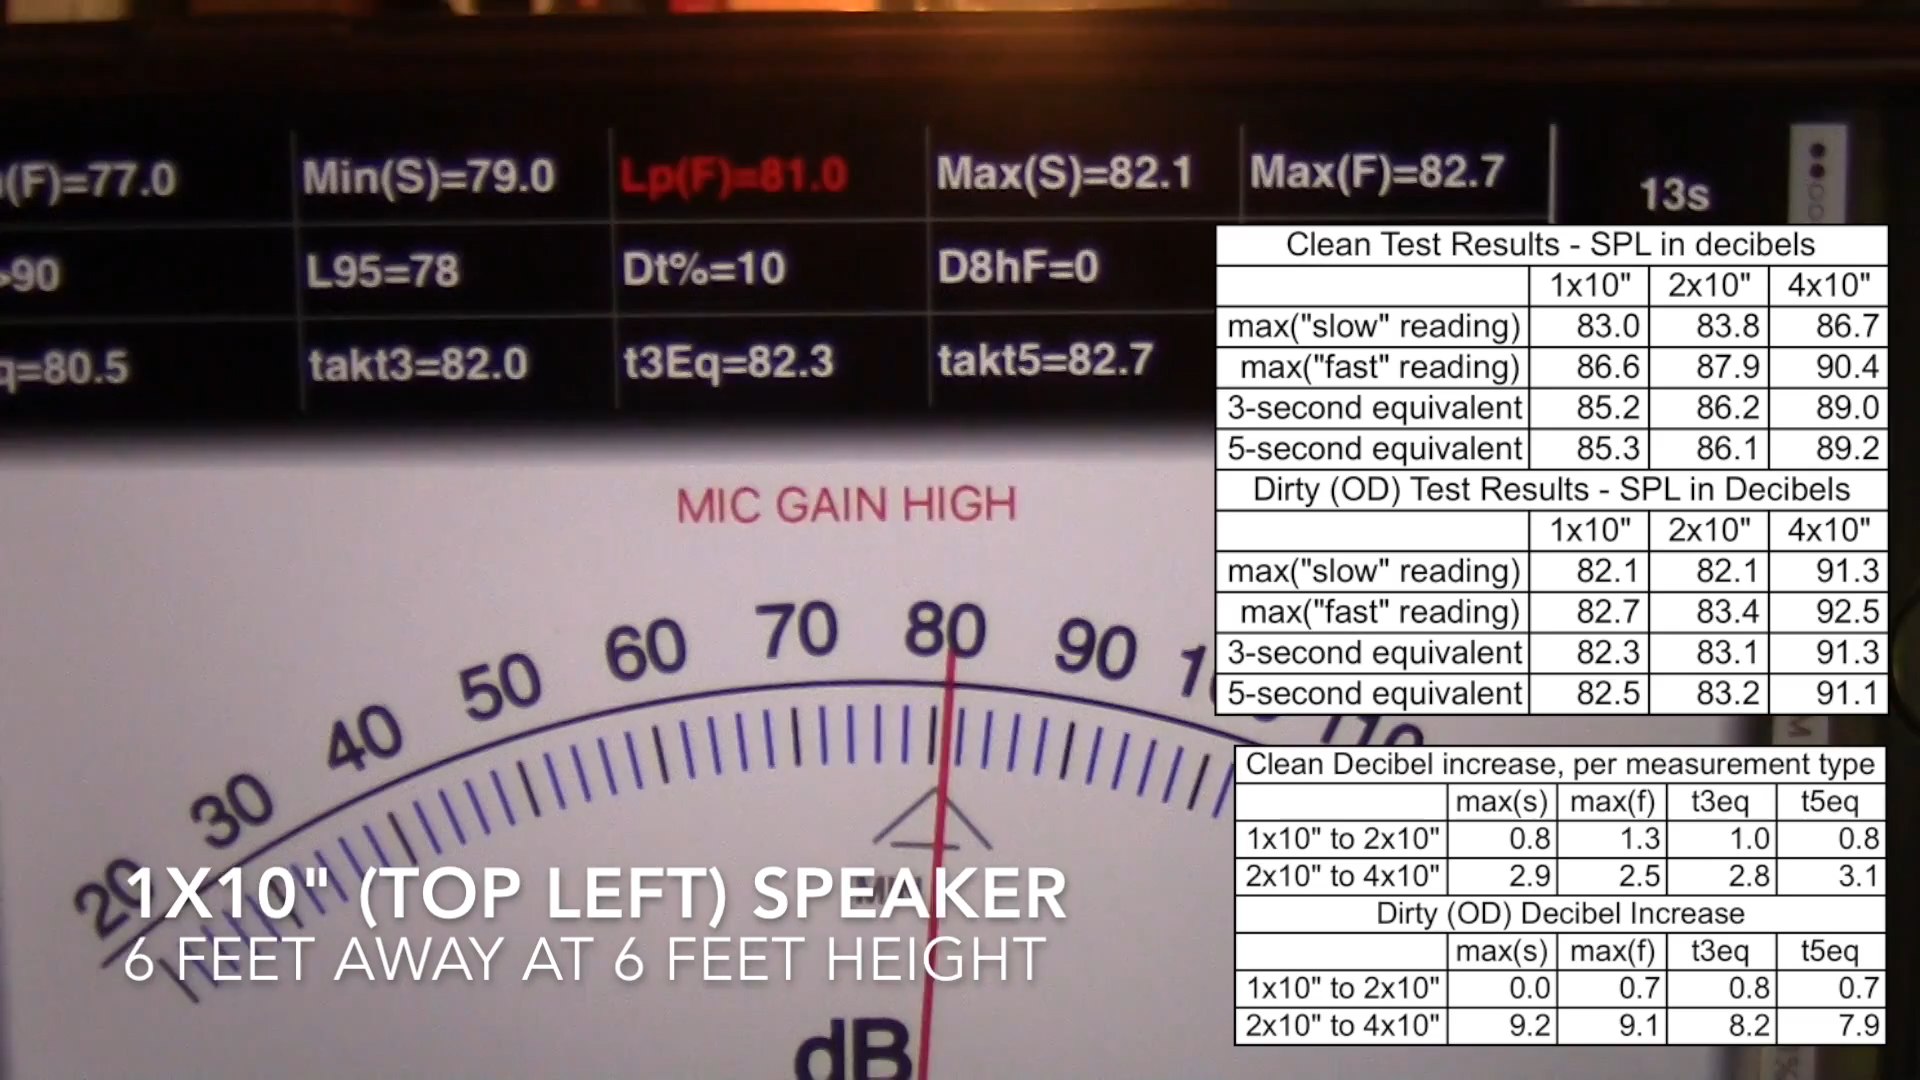 (F)=77.0 Min(S)=79.0 Lp(F)=81.0 Max(S)=82.1 Max(F)=82.7 13s
>90 L95=78 Dt%=10 D8hF=0
q=80.5 takt3=82.0 t3Eq=82.3 takt5=82.7
MIC GAIN HIGH
20 30 40 50 60 70 80 90 110
dB
1X10" (TOP LEFT) SPEAKER
6 FEET AWAY AT 6 FEET HEIGHT
Clean Test Results - SPL in decibels
1x10" 2x10" 4x10"
max("slow" reading) 83.0 83.8 86.7
max("fast" reading) 86.6 87.9 90.4
3-second equivalent 85.2 86.2 89.0
5-second equivalent 85.3 86.1 89.2
Dirty (OD) Test Results - SPL in Decibels
1x10" 2x10" 4x10"
max("slow" reading) 82.1 82.1 91.3
max("fast" reading) 82.7 83.4 92.5
3-second equivalent 82.3 83.1 91.3
5-second equivalent 82.5 83.2 91.1
Clean Decibel increase, per measurement type
max(s) max(f) t3eq t5eq
1x10" to 2x10" 0.8 1.3 1.0 0.8
2x10" to 4x10" 2.9 2.5 2.8 3.1
Dirty (OD) Decibel Increase
max(s) max(f) t3eq t5eq
1x10" to 2x10" 0.0 0.7 0.8 0.7
2x10" to 4x10" 9.2 9.1 8.2 7.9